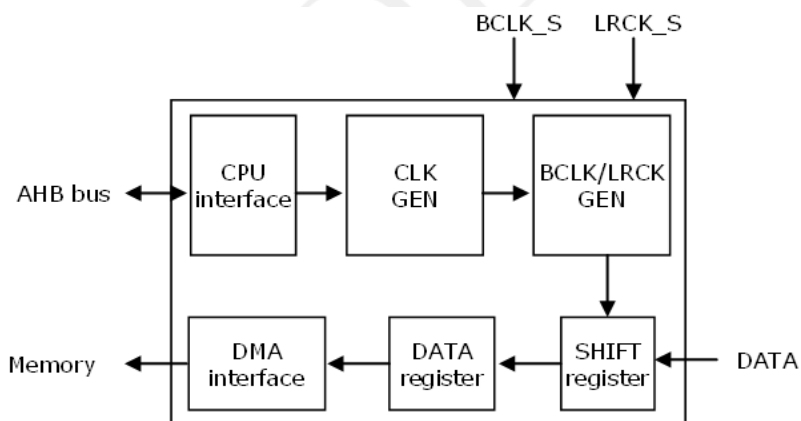 BCLK_S LRCK_S
AHB bus
CPU
interface
CLK
GEN
BCLK/LRCK
GEN
Memory
DMA
interface
DATA
register
SHIFT
register
DATA